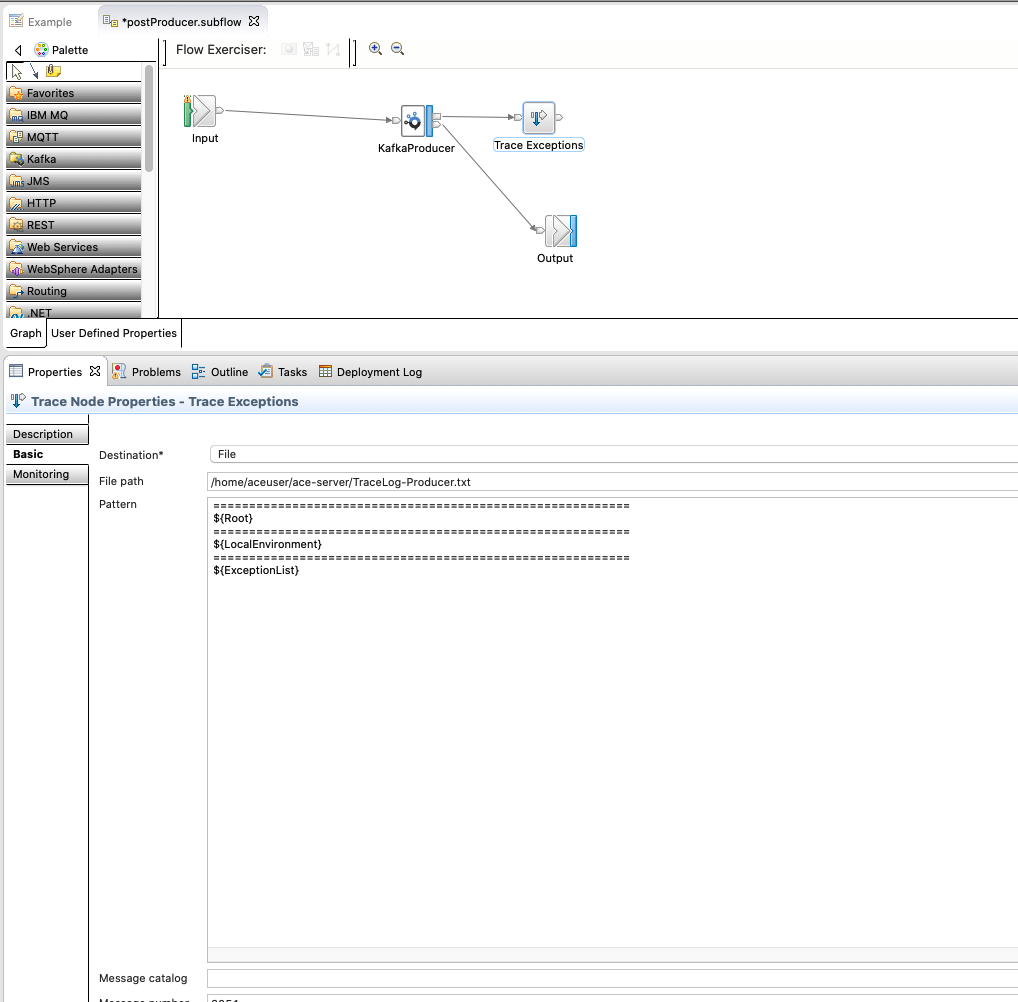 Example
*postProducer.subflow
Palette
Flow Exerciser:
Favorites
IBM MQ
MQTT
Kafka
JMS
HTTP
REST
Web Services
WebSphere Adapters
Routing
.NET
Input
KafkaProducer
Trace Exceptions
Output
Graph
User Defined Properties
Properties
Problems
Outline
Tasks
Deployment Log
Trace Node Properties - Trace Exceptions
Description
Basic
Monitoring
Destination*
File
File path
/home/aceuser/ace-server/TraceLog-Producer.txt
Pattern
==========================================================
${Root}
==========================================================
${LocalEnvironment}
==========================================================
${ExceptionList}
Message catalog
Message number
3051